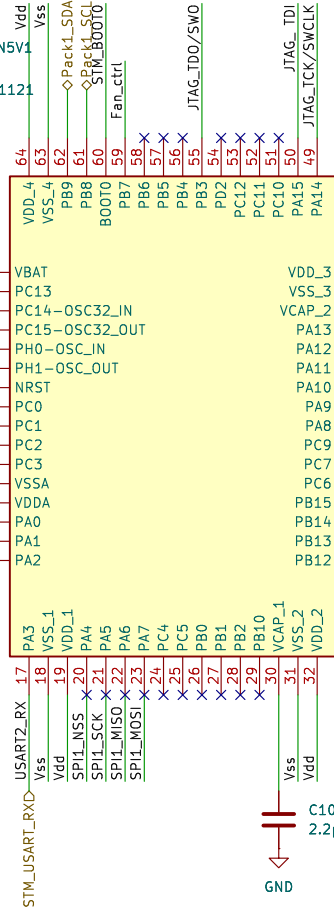 Vdd
Vss
Pack1_SDA
Pack1_SCL
STM_BOOT0
Fan_ctrl
JTAG_TDO/SWO
JTAG_TDI
JTAG_TCK/SWCLK
N5V1
1121
64
63
62
61
60
59
58
57
56
55
54
53
52
51
50
49
VDD_4
VSS_4
PB9
PB8
BOOT0
PB7
PB6
PB5
PB4
PB3
PD2
PC12
PC11
PC10
PA15
PA14
VBAT
PC13
PC14-OSC32_IN
PC15-OSC32_OUT
PH0-OSC_IN
PH1-OSC_OUT
NRST
PC0
PC1
PC2
PC3
VSSA
VDDA
PA0
PA1
PA2
VDD_3
VSS_3
VCAP_2
PA13
PA12
PA11
PA10
PA9
PA8
PC9
PC7
PC6
PB15
PB14
PB13
PB12
PA3
VSS_1
VDD_1
PA4
PA5
PA6
PA7
PC4
PC5
PB0
PB1
PB2
PB10
VCAP_1
VSS_2
VDD_2
17
18
19
20
21
22
23
24
25
26
27
28
29
30
31
32
USART2_RX
Vss
Vdd
SPI1_NSS
SPI1_SCK
SPI1_MISO
SPI1_MOSI
Vss
Vdd
STM_USART_RXD
C10
2.2µ
GND